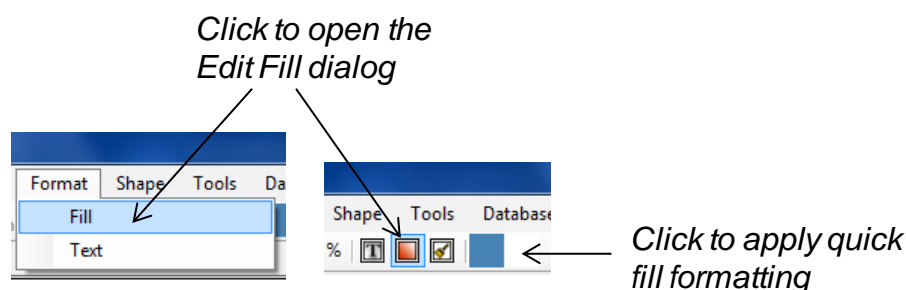 Click to open the
Edit Fill dialog
Format Shape Tools Da
Fill
Text
Shape Tools Database
% T
Click to apply quick
fill formatting